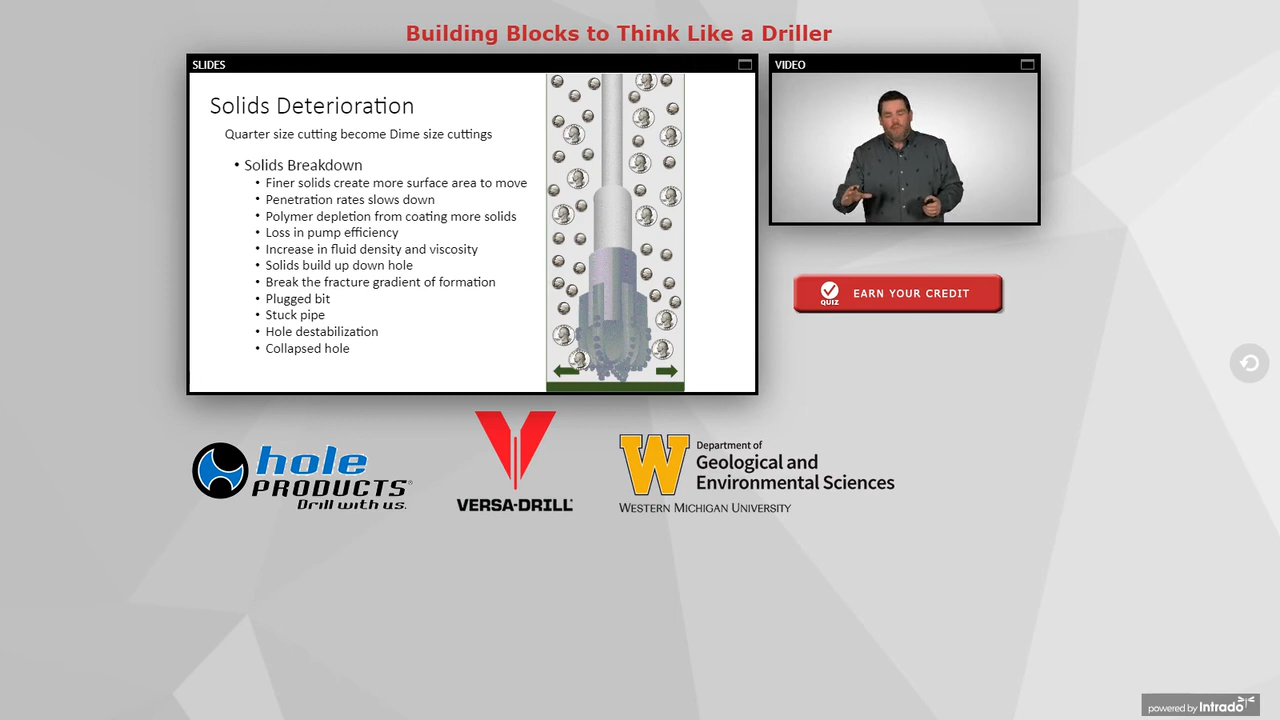 Building Blocks to Think Like a Driller
SLIDES
VIDEO
Solids Deterioration
Quarter size cutting become Dime size cuttings
• Solids Breakdown
• Finer solids create more surface area to move
• Penetration rates slows down
• Polymer depletion from coating more solids
• Loss in pump efficiency
• Increase in fluid density and viscosity
• Solids build up down hole
• Break the fracture gradient of formation
• Plugged bit
• Stuck pipe
• Hole destabilization
• Collapsed hole
QUIZ
EARN YOUR CREDIT
hole
PRODUCTS®
Drill with us.
VERSA-DRILL®
W
Department of
Geological and
Environmental Sciences
WESTERN MICHIGAN UNIVERSITY
powered by Intrado